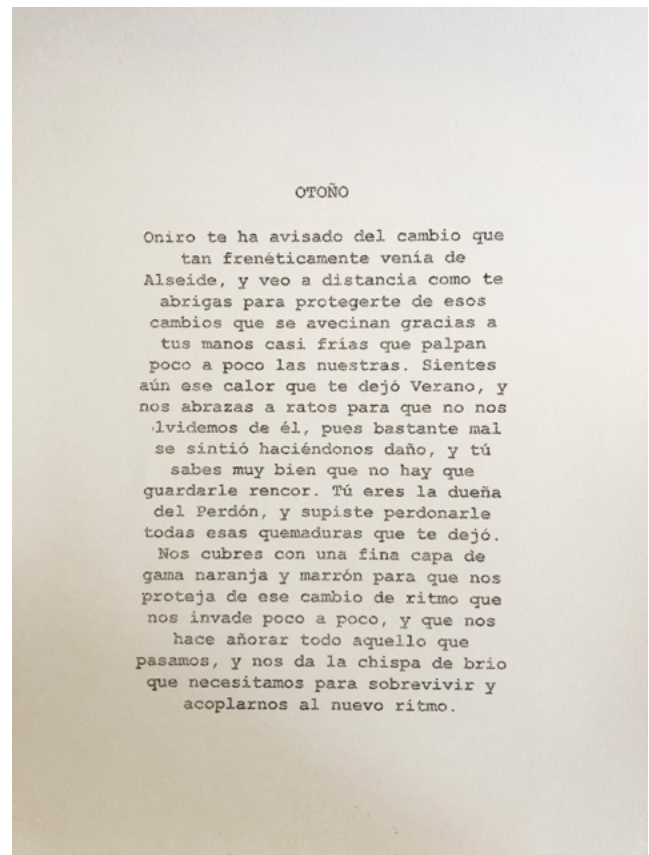 OTOÑO
Oniro te ha avisado del cambio que
tan frenéticamente venía de
Alseide, y veo a distancia como te
abrigas para protegerte de esos
cambios que se avecinan gracias a
tus manos casi frías que palpan
poco a poco las nuestras. Sientes
aún ese calor que te dejó Verano, y
nos abrazas a ratos para que no nos
lvidemos de él, pues bastante mal
se sintió haciéndonos daño, y tú
sabes muy bien que no hay que
guardarle rencor. Tú eres la dueña
del Perdón, y supiste perdonarle
todas esas quemaduras que te dejó.
Nos cubres con una fina capa de
gama naranja y marrón para que nos
proteja de ese cambio de ritmo que
nos invade poco a poco, y que nos
hace añorar todo aquello que
pasamos, y nos da la chispa de brío
que necesitamos para sobrevivir y
acoplarnos al nuevo ritmo.